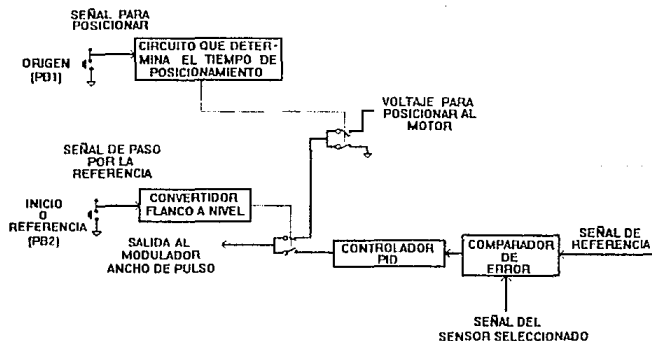 SEÑAL PARA
POSICIONAR
ORIGEN
(PB1)
CIRCUITO QUE DETER-
MINA EL TIEMPO DE
POSICIONAMIENTO
VOLTAJE PARA
POSICIONAR AL
MOTOR
SEÑAL DE PASO
POR LA
REFERENCIA
INICIO
O
REFERENCIA
(PB2)
CONVERTIDOR
FLANCO A NIVEL
SALIDA AL
MODULADOR
ANCHO DE PULSO
CONTROLADOR
PID
COMPARADOR
DE
ERROR
SEÑAL DE
REFERENCIA
SEÑAL DEL
SENSOR SELECCIONADO